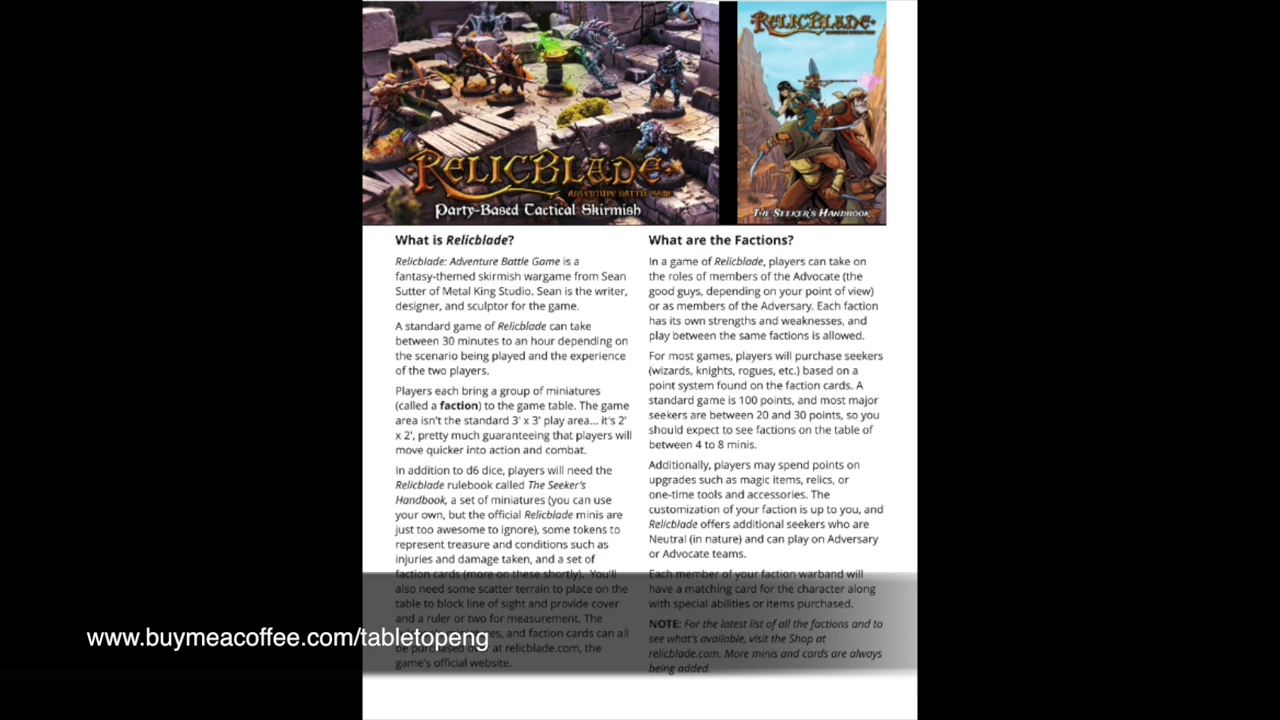 RELICBLADE
ADVENTURE BATTLE GAME
Party-Based Tactical Skirmish
RELICBLADE
THE SEEKER'S HANDBOOK
What is Relicblade?
Relicblade: Adventure Battle Game is a
fantasy-themed skirmish wargame from Sean
Sutter of Metal King Studio. Sean is the writer,
designer, and sculptor for the game.
A standard game of Relicblade can take
between 30 minutes to an hour depending on
the scenario being played and the experience
of the two players.
Players each bring a group of miniatures
(called a faction) to the game table. The game
area isn't the standard 3' x 3' play area... it's 2'
x 2', pretty much guaranteeing that players will
move quicker into action and combat.
In addition to d6 dice, players will need the
Relicblade rulebook called The Seeker's
Handbook, a set of miniatures (you can use
your own, but the official Relicblade minis are
just too awesome to ignore), some tokens to
represent treasure and conditions such as
injuries and damage taken, and a set of
faction cards (more on these shortly). You'll
also need some scatter terrain to place on the
table to block line of sight and provide cover
and a ruler or two for measurement. The
and faction cards can all
be purchased at relicblade.com, the
game's official website.
What are the Factions?
In a game of Relicblade, players can take on
the roles of members of the Advocate (the
good guys, depending on your point of view)
or as members of the Adversary. Each faction
has its own strengths and weaknesses, and
play between the same factions is allowed.
For most games, players will purchase seekers
(wizards, knights, rogues, etc.) based on a
point system found on the faction cards. A
standard game is 100 points, and most major
seekers are between 20 and 30 points, so you
should expect to see factions on the table of
between 4 to 8 minis.
Additionally, players may spend points on
upgrades such as magic items, relics, or
one-time tools and accessories. The
customization of your faction is up to you, and
Relicblade offers additional seekers who are
Neutral (in nature) and can play on Adversary
or Advocate teams.
Each member of your faction warband will
have a matching card for the character along
with special abilities or items purchased.
NOTE: For the latest list of all the factions and to
see what's available, visit the Shop at
relicblade.com. More minis and cards are always
being added.
www.buymeacoffee.com/tabletopeng